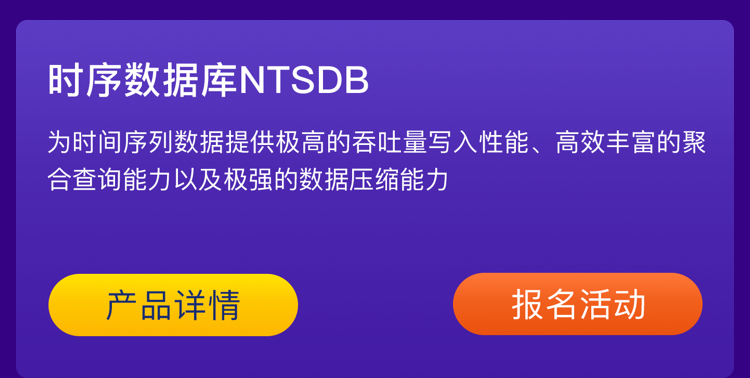 时序数据库NTSDB
为时间序列数据提供极高的吞吐量写入性能、高效丰富的聚
合查询能力以及极强的数据压缩能力
产品详情
报名活动